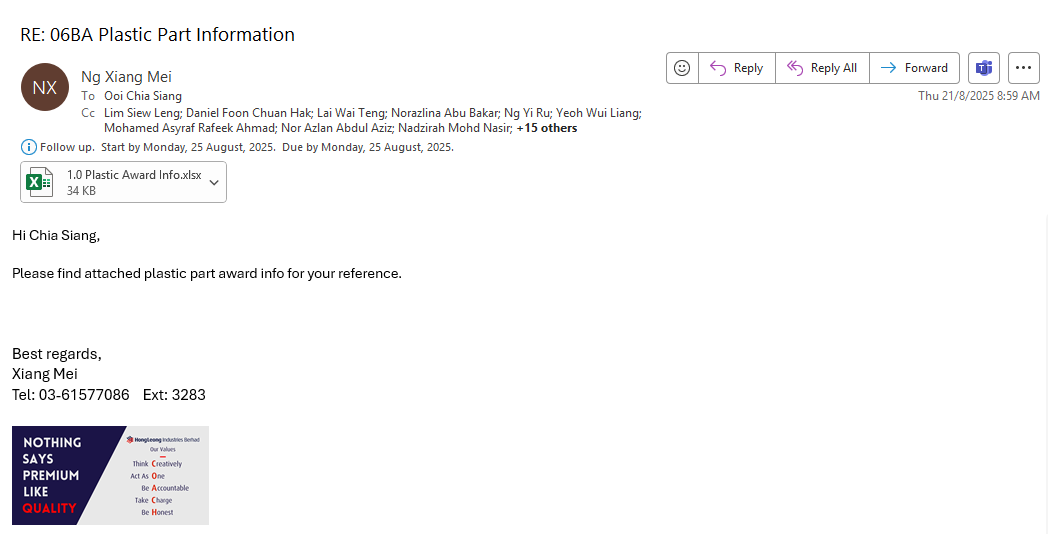 RE: 06BA Plastic Part Information
NX
Ng Xiang Mei
To Ooi Chia Siang
Cc Lim Siew Leng; Daniel Foon Chuan Hak; Lai Wai Teng; Norazlina Abu Bakar; Ng Yi Ru; Yeoh Wui Liang;
Mohamed Asyraf Rafeek Ahmad; Nor Azlan Abdul Aziz; Nadzirah Mohd Nasir; +15 others
Reply
Reply All
Forward
Thu 21/8/2025 8:59 AM
Follow up. Start by Monday, 25 August, 2025. Due by Monday, 25 August, 2025.
1.0 Plastic Award Info.xlsx
34 KB
Hi Chia Siang,
Please find attached plastic part award info for your reference.
Best regards,
Xiang Mei
Tel: 03-61577086 Ext: 3283
NOTHING
SAYS
PREMIUM
LIKE
QUALITY
HongLeong Industries Berhad
Our Values
Think Creatively
Act As One
Be Accountable
Take Charge
Be Honest